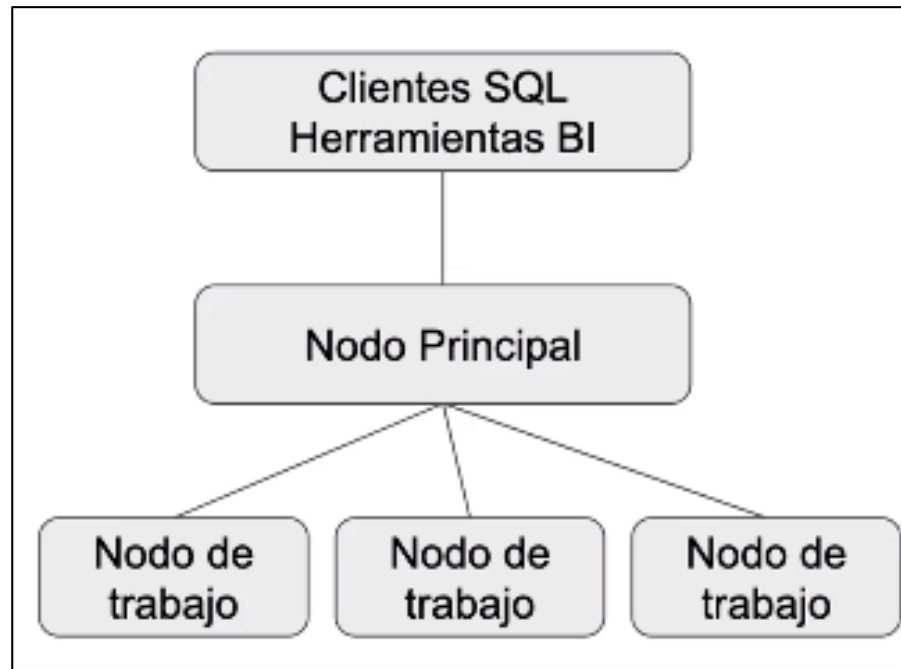 Clientes SQL
Herramientas BI
Nodo Principal
Nodo de
trabajo
Nodo de
trabajo
Nodo de
trabajo